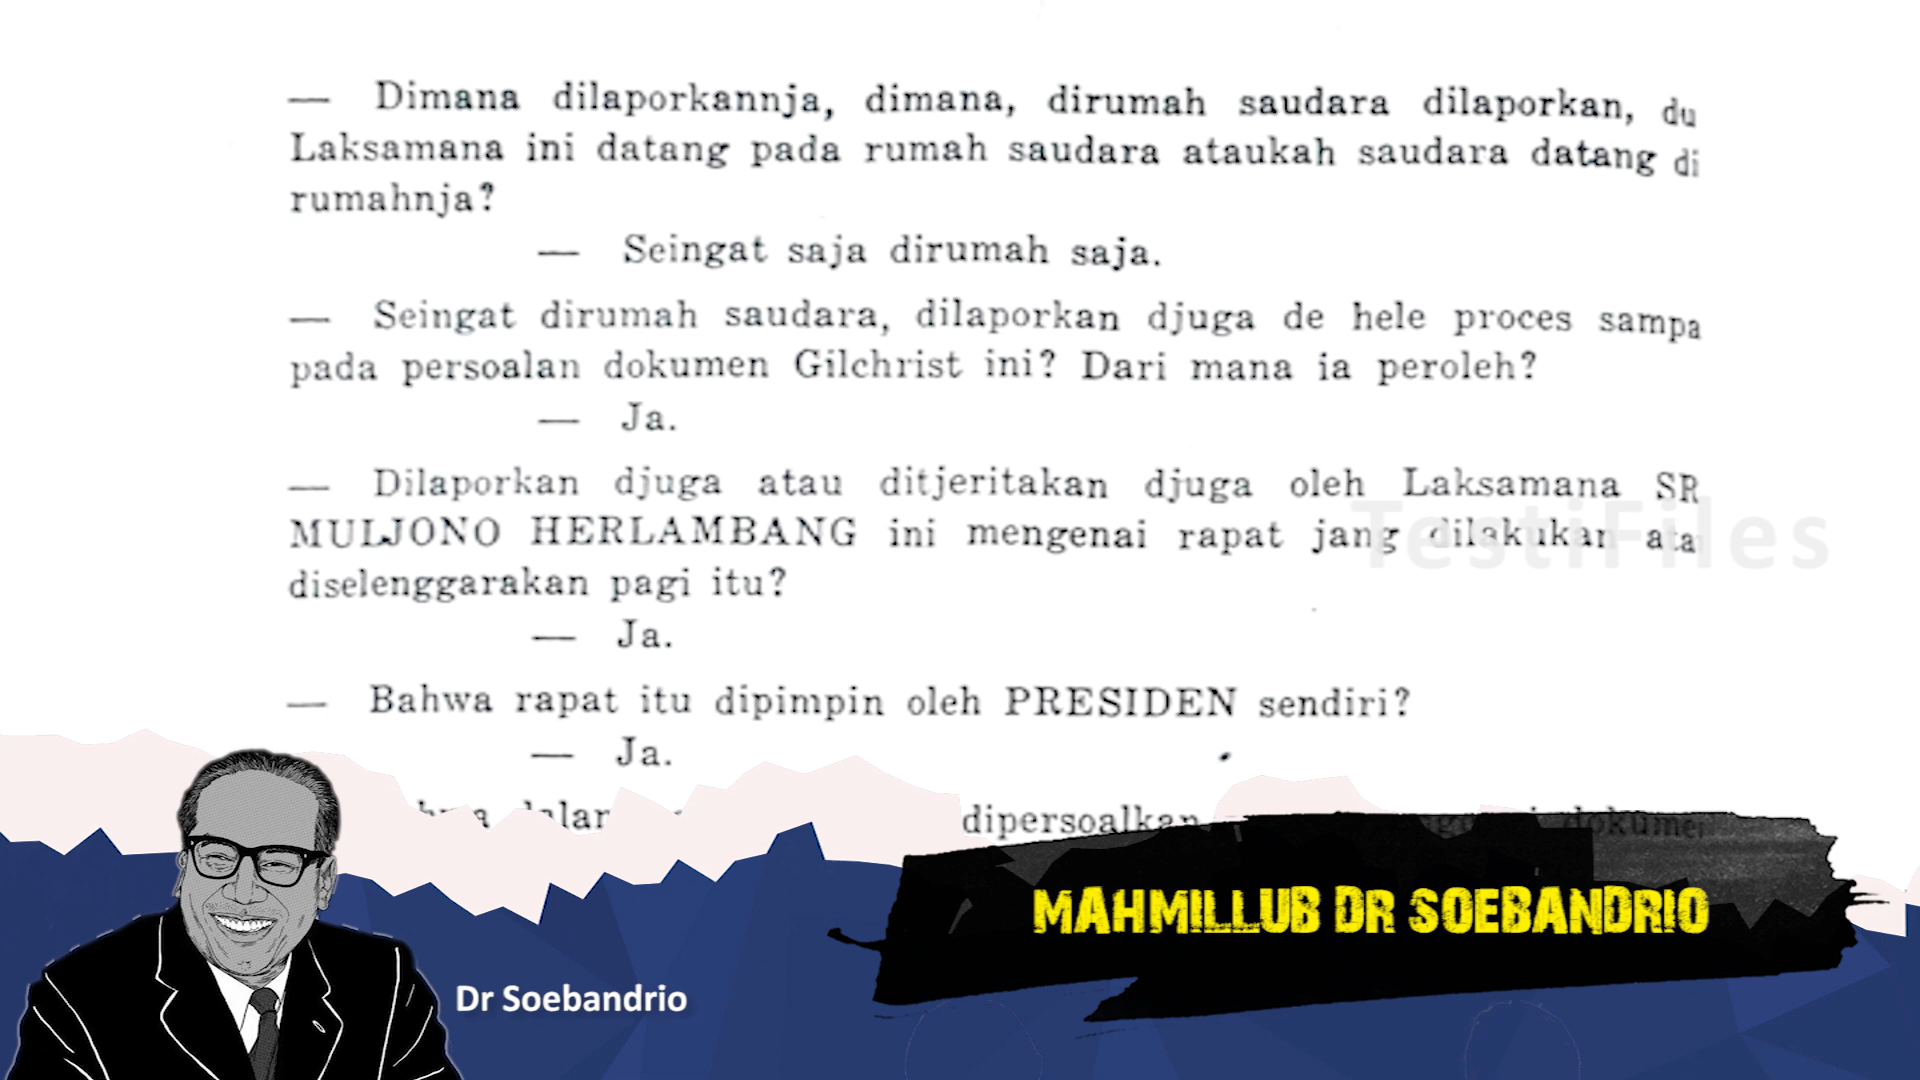 — Dimana dilaporkannja, dimana, dirumah saudara dilaporkan, du
Laksamana ini datang pada rumah saudara ataukah saudara datang di
rumahnja?
— Seingat saja dirumah saja.
— Seingat dirumah saudara, dilaporkan djuga de hele proces sampa
pada persoalan dokumen Gilchrist ini? Dari mana ia peroleh?
— Ja.
— Dilaporkan djuga atau ditjeritakan djuga oleh Laksamana SR
MULJONO HERLAMBANG ini mengenai rapat jang dilakukan ata
diselenggarakan pagi itu?
— Ja.
— Bahwa rapat itu dipimpin oleh PRESIDEN sendiri?
— Ja.
dipersoalkan dokumen
TestiFiles
MAHMILLUB DR SOEBANDRIO
Dr Soebandrio